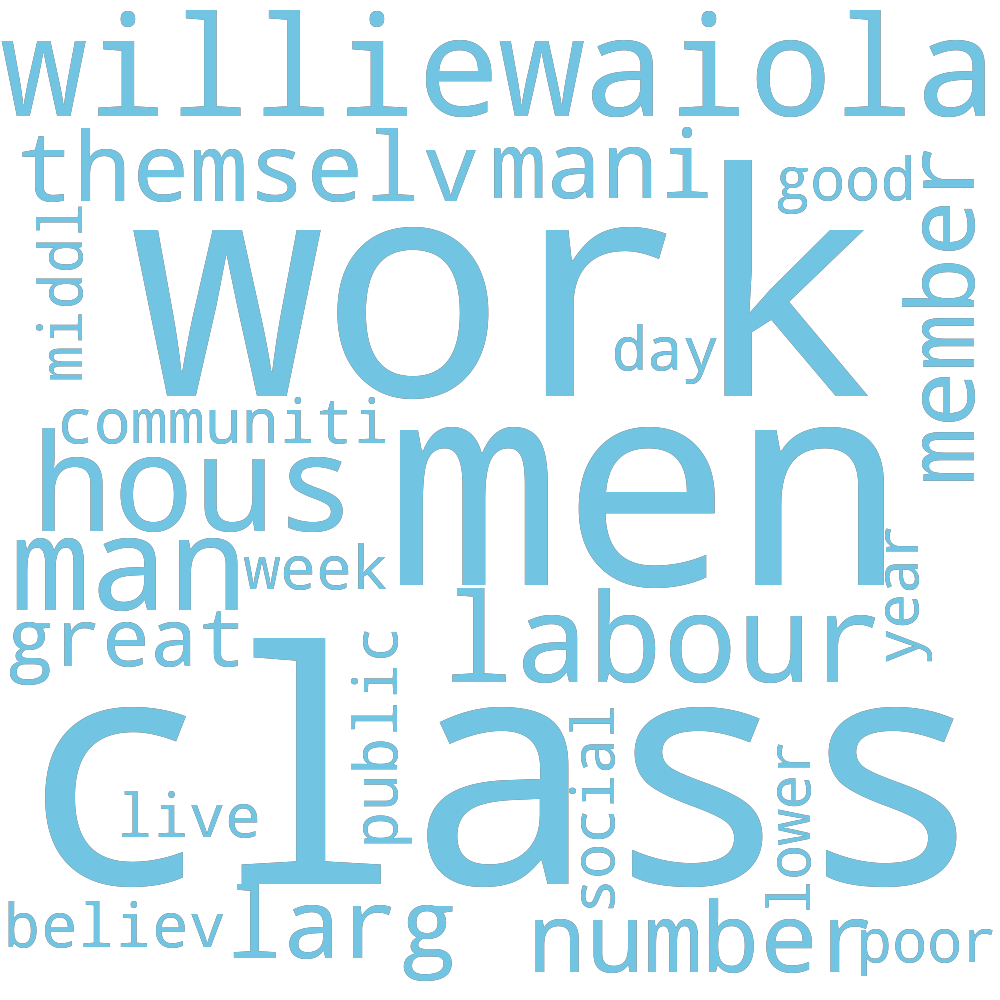 williewaiola
themselv mani good
member
middl
work
day
communiti
hous men
man week
great labour
year
public
class
social
lower
live
believ larg number poor